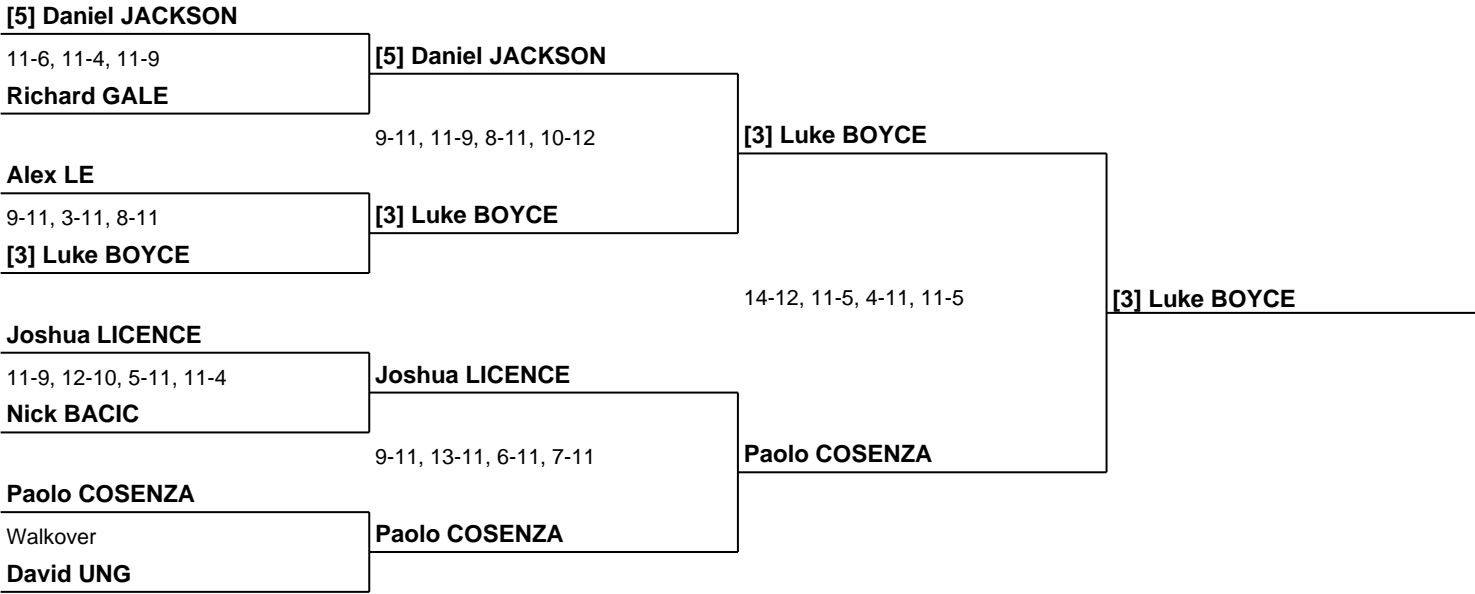 [5] Daniel JACKSON
11-6, 11-4, 11-9
Richard GALE
Alex LE
9-11, 3-11, 8-11
[3] Luke BOYCE
Joshua LICENCE
11-9, 12-10, 5-11, 11-4
Nick BACIC
Paolo COSENZA
Walkover
David UNG
[5] Daniel JACKSON
9-11, 11-9, 8-11, 10-12
[3] Luke BOYCE
Joshua LICENCE
9-11, 13-11, 6-11, 7-11
Paolo COSENZA
[3] Luke BOYCE
14-12, 11-5, 4-11, 11-5
Paolo COSENZA
[3] Luke BOYCE